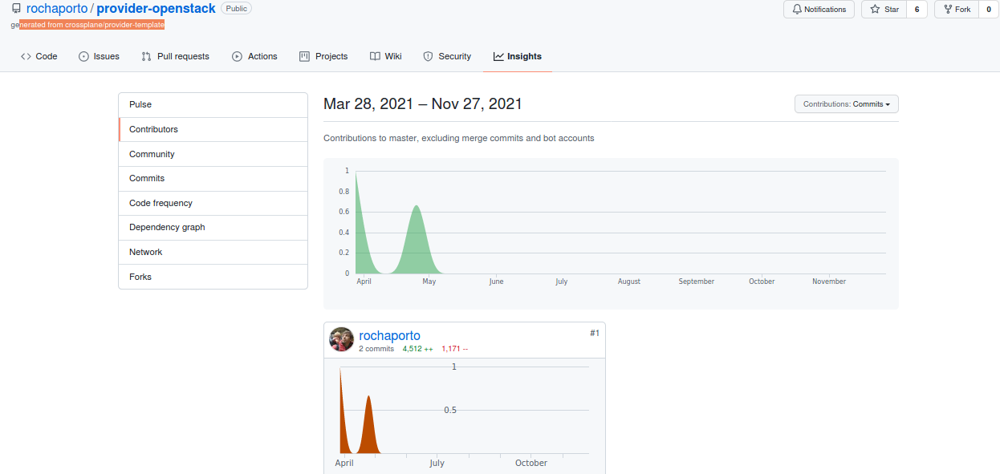 rochaporto / provider-openstack Public
Notifications Star 6 Fork 0
generated from crossplane/provider-template
Code Issues Pull requests Actions Projects Wiki Security Insights
Pulse
Contributors
Community
Commits
Code frequency
Dependency graph
Network
Forks
Mar 28, 2021 – Nov 27, 2021
Contributions: Commits
Contributions to master, excluding merge commits and bot accounts
1
0.8
0.6
0.4
0.2
0
April May June July August September October November
rochaporto #1
2 commits 4,512 ++ 1,171 --
1
0.5
April July October